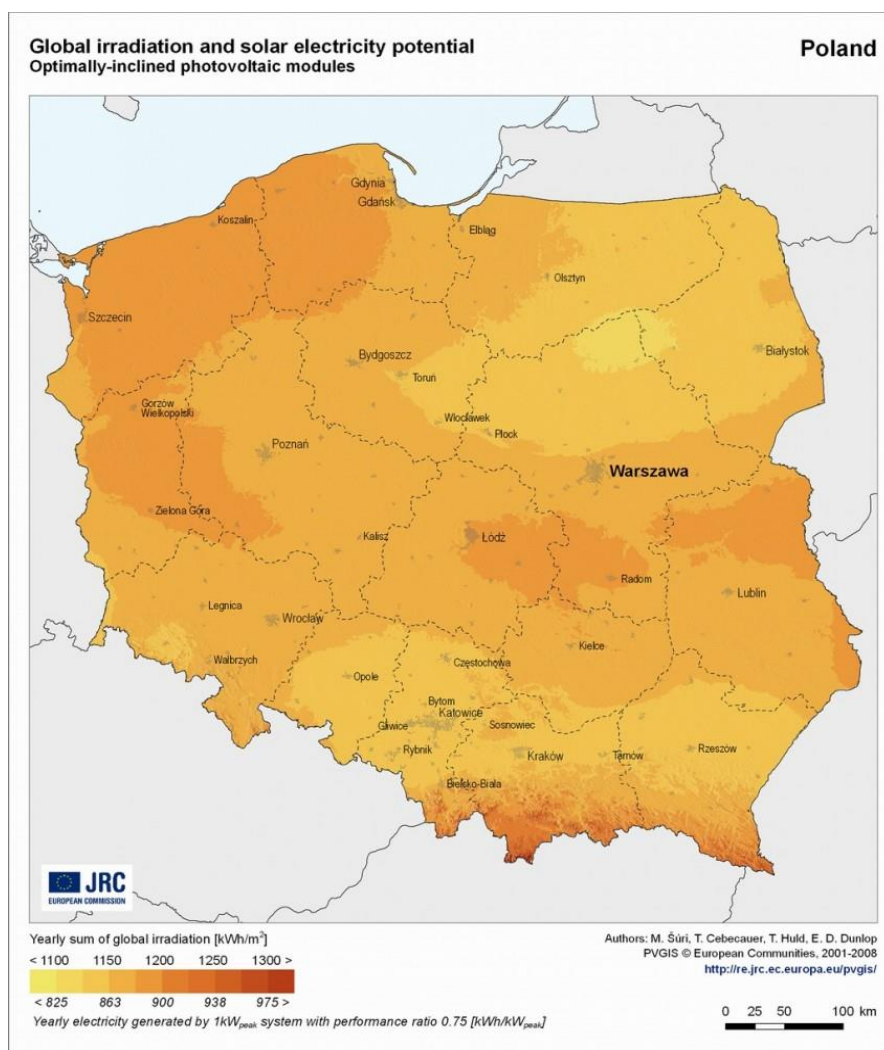 Global irradiation and solar electricity potential
Optimally-inclined photovoltaic modules
Poland
Gdynia
Gdańsk
Koszalin
Elbląg
Olsztyn
Szczecin
Białystok
Bydgoszcz
Toruń
Gorzów
Wielkopolski
Włocławek
Płock
Poznań
Warszawa
Zielona Góra
Kalisz
Łódź
Radom
Lublin
Legnica
Wrocław
Kielce
Wałbrzych
Częstochowa
Opole
Bytom
Katowice
Gliwice
Sosnowiec
Rybnik
Kraków
Tarnów
Rzeszów
Bielsko-Biała
JRC
EUROPEAN COMMISSION
Yearly sum of global irradiation [kWh/m²]
< 1100 1150 1200 1250 1300 >
< 825 863 900 938 975 >
Yearly electricity generated by 1kWpeak system with performance ratio 0.75 [kWh/kWpeak]
Authors: M. Šúri, T. Cebecauer, T. Huld, E. D. Dunlop
PVGIS © European Communities, 2001-2008
http://re.jrc.ec.europa.eu/pvgis/
0 25 50 100 km